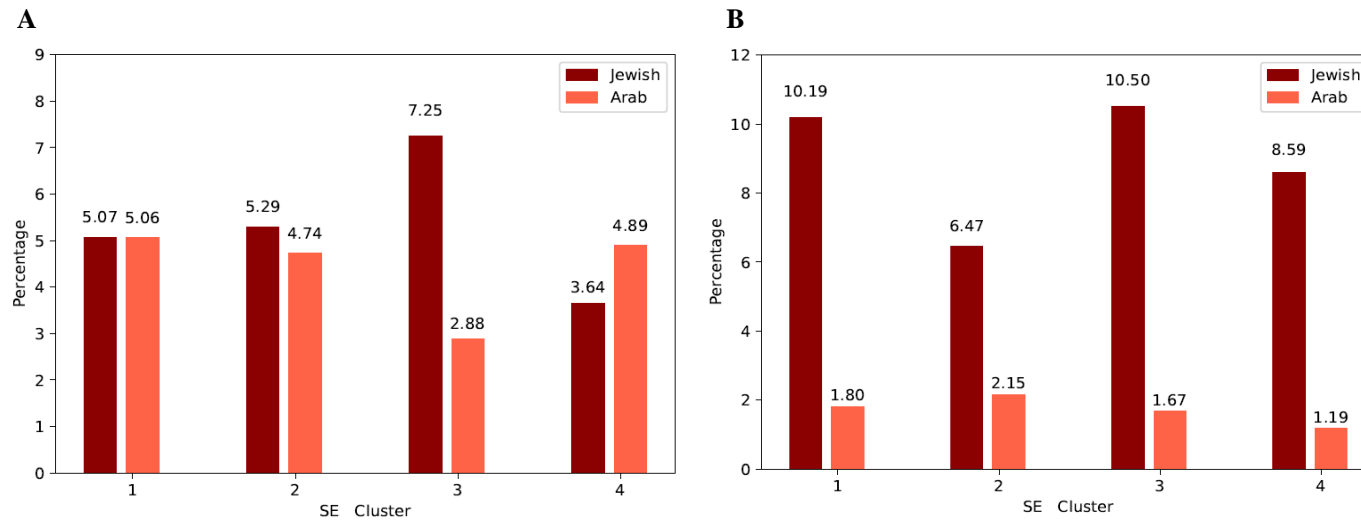 A
9
8
7
6
5
4
3
2
1
0
Percentage
Jewish
Arab
5.07 5.06
5.29
4.74
7.25
2.88
3.64
4.89
1 2 3 4
SE Cluster
B
12
10
8
6
4
2
0
Percentage
Jewish
Arab
10.19
1.80
6.47
2.15
10.50
1.67
8.59
1.19
1 2 3 4
SE Cluster